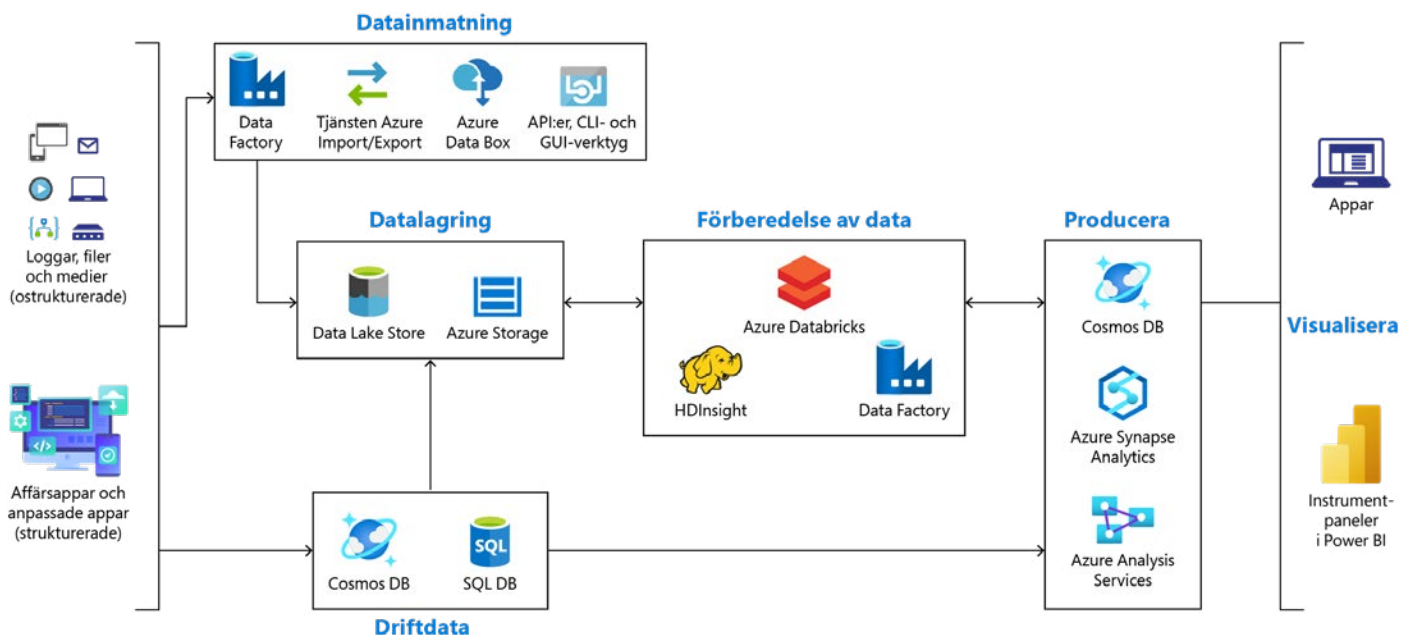 Datainmatning
Data
Factory
Tjänsten Azure
Import/Export
Azure
Data Box
API:er, CLI- och
GUI-verktyg
Loggar, filer
och medier
(ostrukturerade)
Affärsappar och
anpassade appar
(strukturerade)
Datalagring
Data Lake Store
Azure Storage
Förberedelse av data
Azure Databricks
HDInsight
Data Factory
Cosmos DB
SQL
SQL DB
Driftdata
Producera
Cosmos DB
Azure Synapse
Analytics
Azure Analysis
Services
Appar
Visualisera
Instrument-
paneler
i Power BI